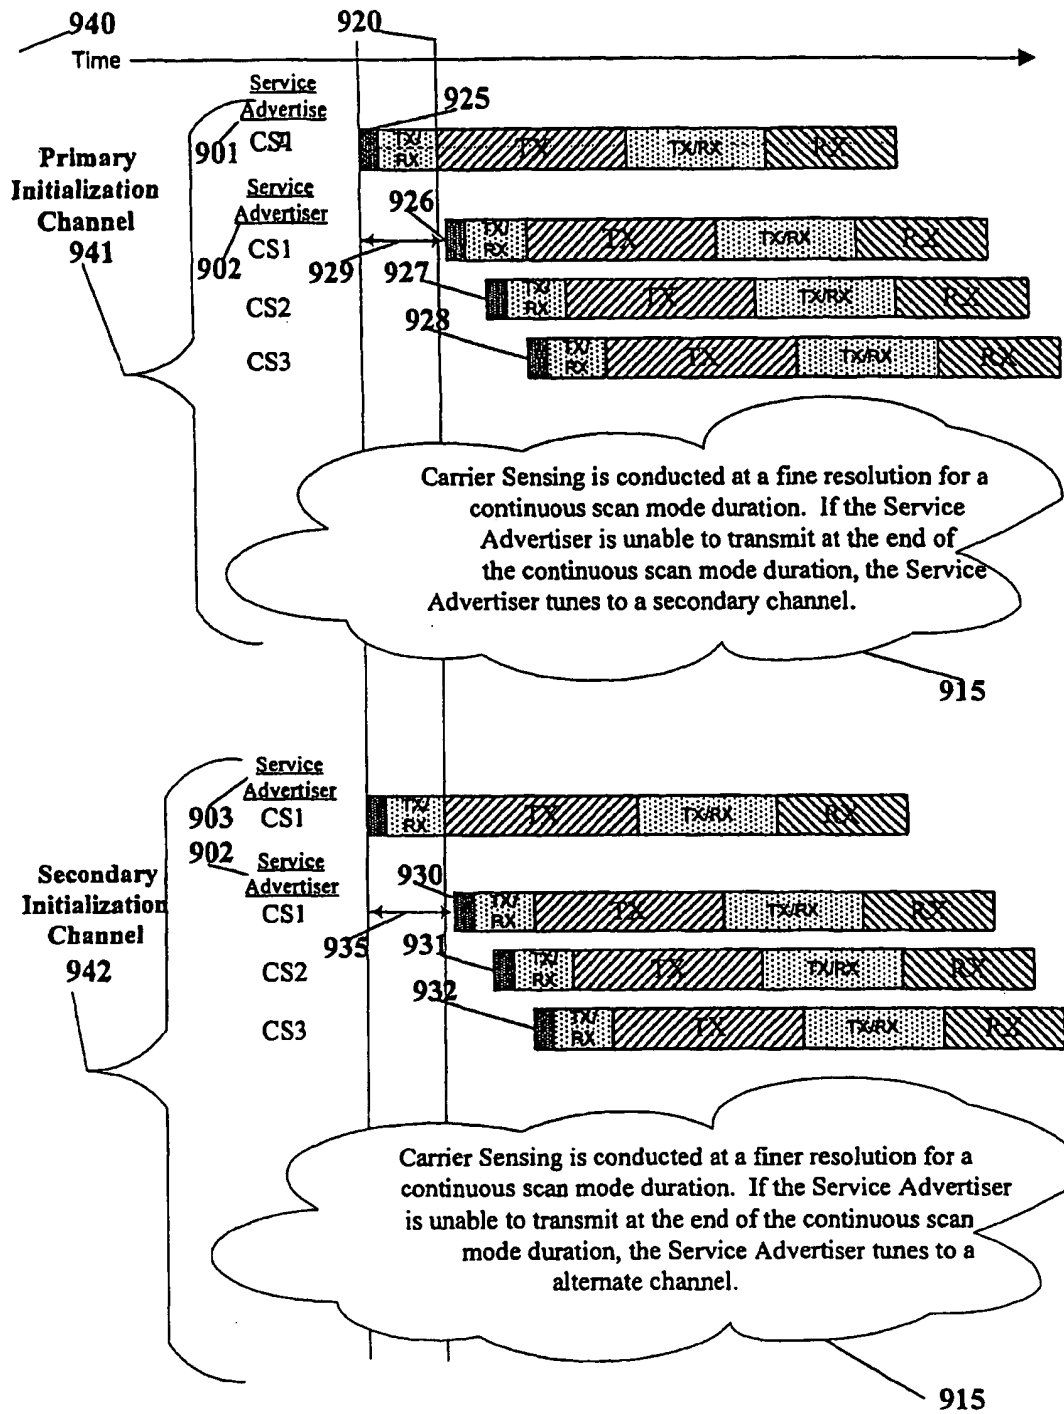 940
920
Time
Service
Advertise
925
901
CS1
TX/
RX
TX
TX/RX
RX
Primary
Initialization
Channel
941
Service
Advertiser
926
902
CS1
929
TX/
RX
TX
TX/RX
RX
927
CS2
TX/
RX
TX
TX/RX
RX
928
CS3
TX/
RX
TX
TX/RX
RX
Carrier Sensing is conducted at a fine resolution for a
continuous scan mode duration. If the Service
Advertiser is unable to transmit at the end of
the continuous scan mode duration, the Service
Advertiser tunes to a secondary channel.
915
Service
Advertiser
903
CS1
TX/
RX
TX
TX/RX
RX
902
Service
Advertiser
Secondary
Initialization
Channel
942
930
CS1
935
TX/
RX
TX
TX/RX
RX
931
CS2
TX/
RX
TX
TX/RX
RX
932
CS3
TX/
RX
TX
TX/RX
RX
Carrier Sensing is conducted at a finer resolution for a
continuous scan mode duration. If the Service Advertiser
is unable to transmit at the end of the continuous scan
mode duration, the Service Advertiser tunes to a
alternate channel.
915